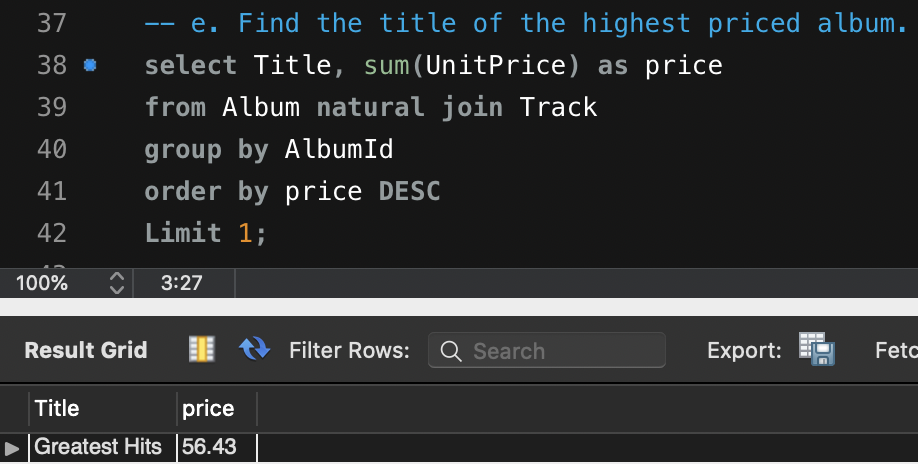 37 -- e. Find the title of the highest priced album.
38 select Title, sum(UnitPrice) as price
39 from Album natural join Track
40 group by AlbumId
41 order by price DESC
42 Limit 1;
100% 3:27
Result Grid Filter Rows: Search Export: Fetc
Title price
Greatest Hits 56.43